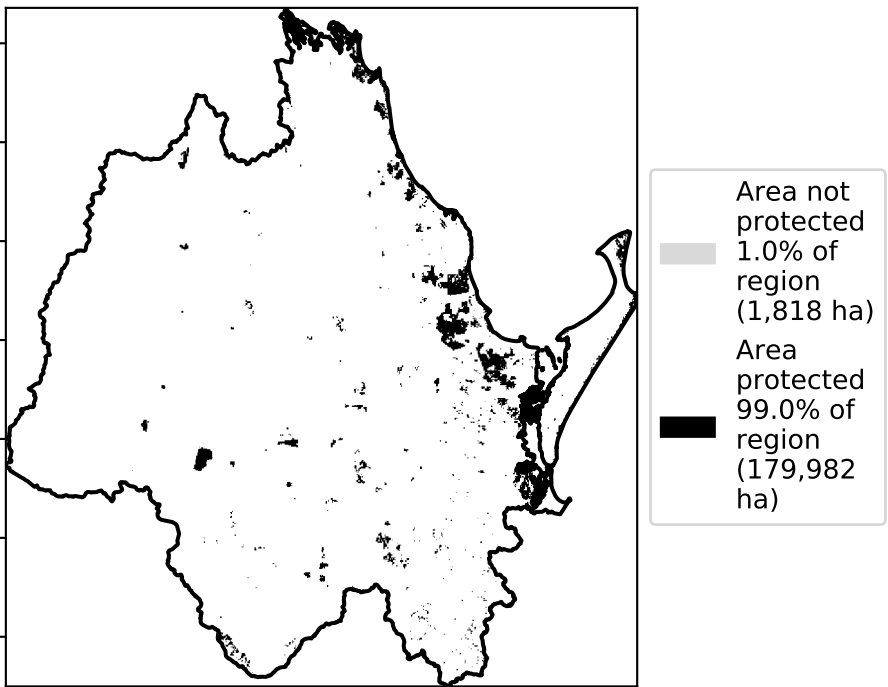 Area not
protected
1.0% of
region
(1,818 ha)
Area
protected
99.0% of
region
(179,982
ha)